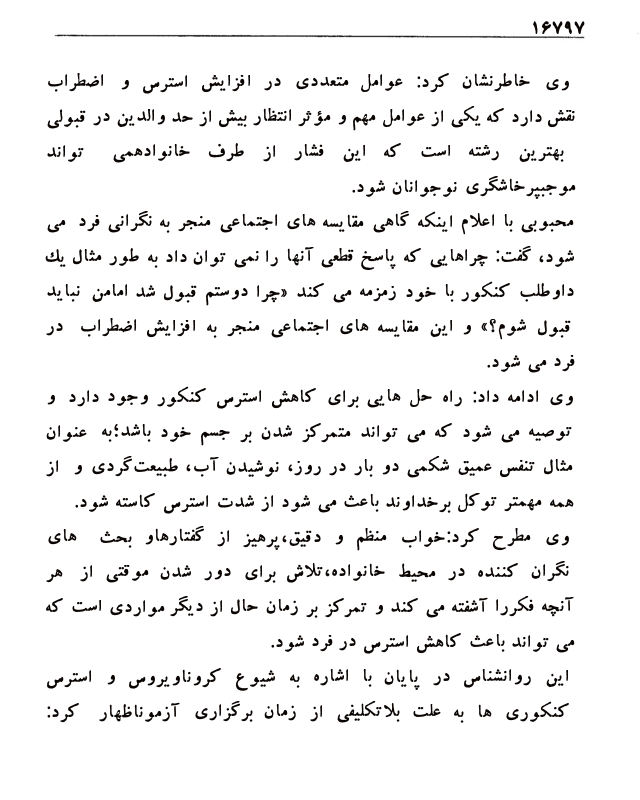 ۱۶۷۹۷
وی خاطرنشان کرد: عوامل متعددی در افزایش استرس و اضطراب
نقش دارد که یکی از عوامل مهم و مؤثر انتظار بیش از حد والدین در قبولی
بهترین رشته است که این فشار از طرف خانوادهمی تواند
موجبپرخاشگری نوجوانان شود.
محبوبی با اعلام اینکه گاهی مقایسه های اجتماعی منجر به نگرانی فرد می
شود، گفت: چراهایی که پاسخ قطعی آنها را نمی توان داد به طور مثال یك
داوطلب کنکور با خود زمزمه می کند «چرا دوستم قبول شد امامن نباید
قبول شوم؟» و این مقایسه های اجتماعی منجر به افزایش اضطراب در
فرد می شود.
وی ادامه داد: راه حل هایی برای کاهش استرس کنکور وجود دارد و
توصیه می شود که می تواند متمرکز شدن بر جسم خود باشد؛به عنوان
مثال تنفس عمیق شکمی دو بار در روز، نوشیدن آب، طبیعت‌گردی و از
همه مهمتر توکل برخداوند باعث می شود از شدت استرس کاسته شود.
وی مطرح کرد:خواب منظم و دقیق،پرهیز از گفتارهاو بحث های
نگران کننده در محیط خانواده،تلاش برای دور شدن موقتی از هر
آنچه فکررا آشفته می کند و تمرکز بر زمان حال از دیگر مواردی است که
می تواند باعث کاهش استرس در فرد شود.
این روانشناس در پایان با اشاره به شیوع کروناویروس و استرس
کنکوری ها به علت بلاتکلیفی از زمان برگزاری آزموناظهار کرد: